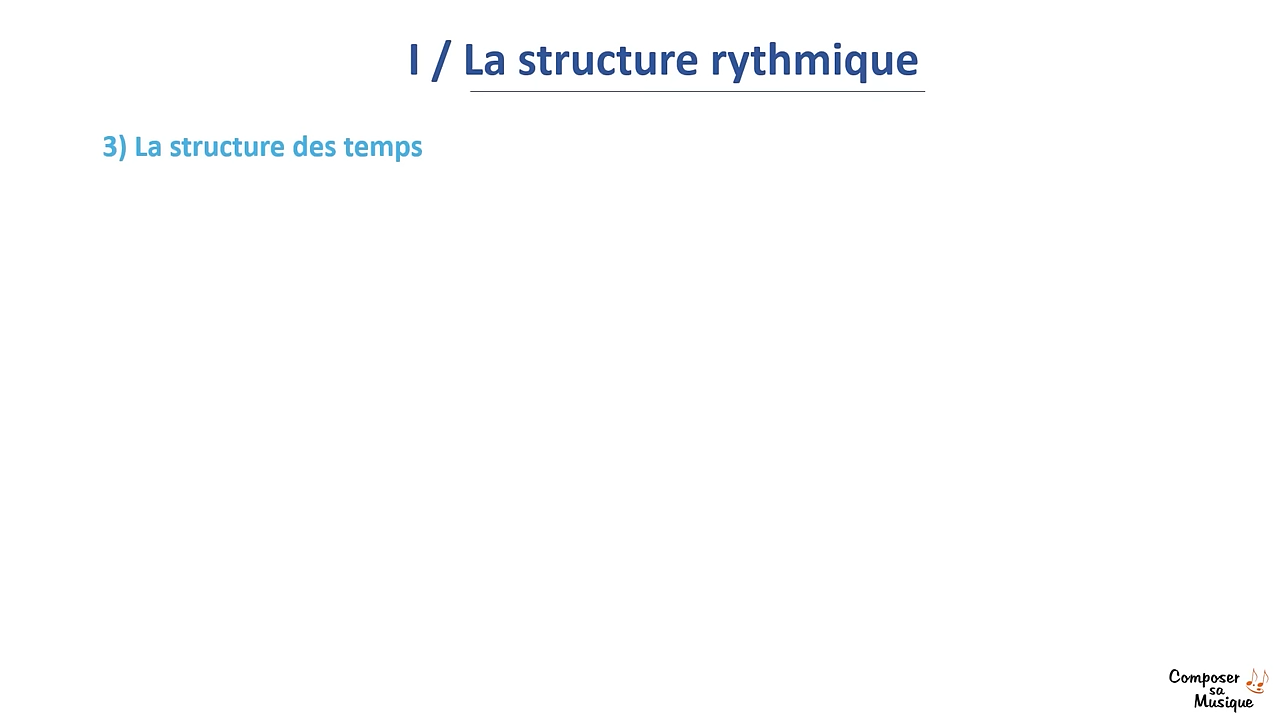 I / La structure rythmique
3) La structure des temps
Composer
sa
Musique